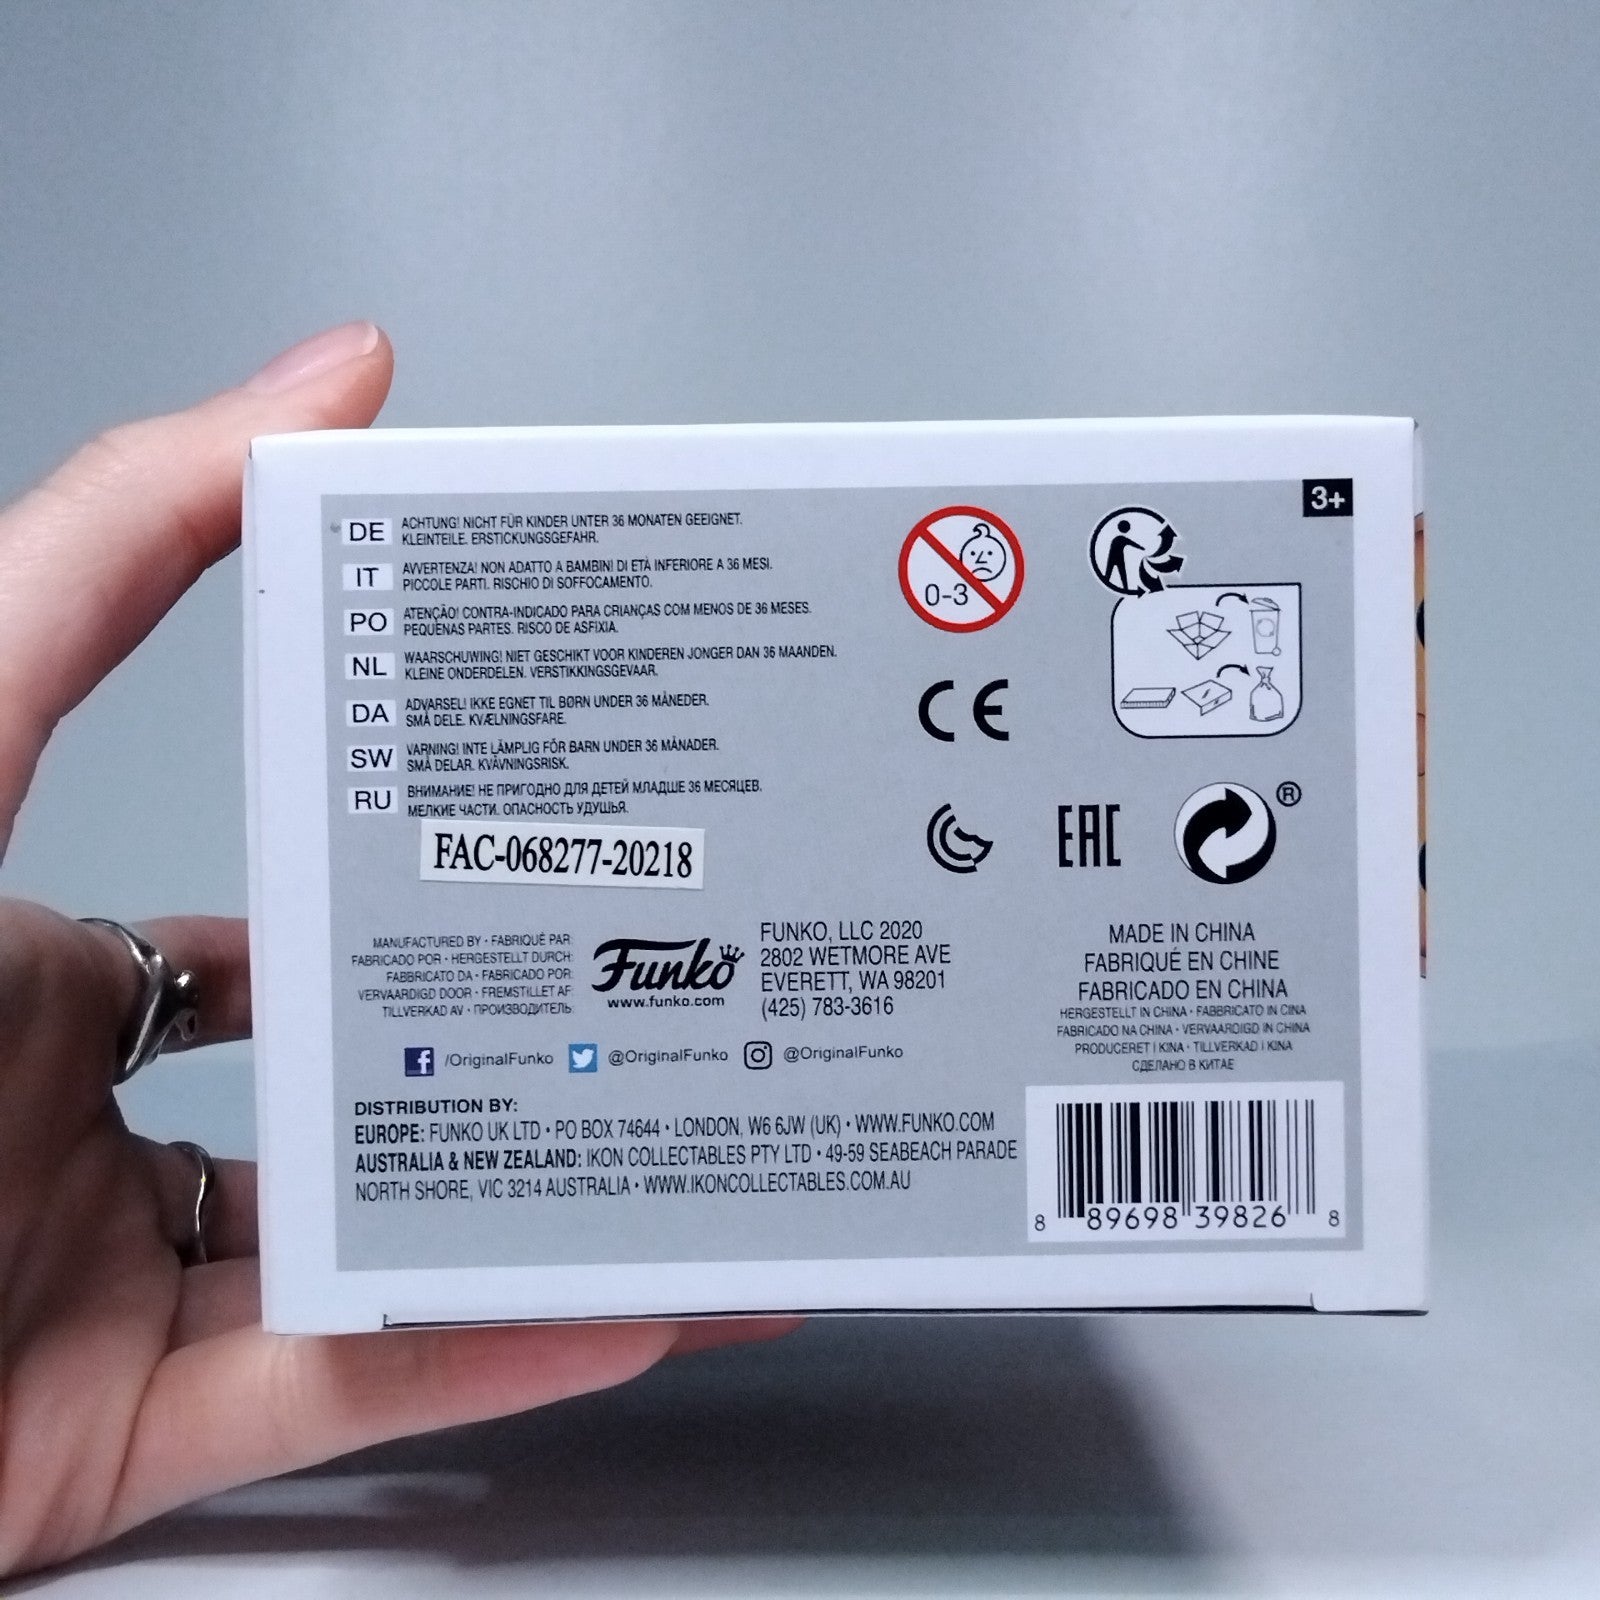 3+
DE ACHTUNG! NICHT FÜR KINDER UNTER 36 MONATEN GEEIGNET.
KLEINTEILE. ERSTICKUNGSGEFAHR.
IT AVVERTENZA! NON ADATTO A BAMBINI DI ETÀ INFERIORE A 36 MESI.
PICCOLE PARTI. RISCHIO DI SOFFOCAMENTO.
PO ATENÇÃO! CONTRA-INDICADO PARA CRIANÇAS COM MENOS DE 36 MESES.
PEQUENAS PARTES. RISCO DE ASFIXIA.
NL WAARSCHUWING! NIET GESCHIKT VOOR KINDEREN JONGER DAN 36 MAANDEN.
KLEINE ONDERDELEN. VERSTIKKINGSGEVAAR.
DA ADVARSEL! IKKE EGNET TIL BØRN UNDER 36 MÅNEDER.
SMÅ DELE. KVÆLNINGSFARE.
SW VARNING! INTE LÄMPLIG FÖR BARN UNDER 36 MÅNADER.
SMÅ DELAR. KVÄVNINGSRISK.
RU ВНИМАНИЕ! НЕ ПРИГОДНО ДЛЯ ДЕТЕЙ МЛАДШЕ 36 МЕСЯЦЕВ.
МЕЛКИЕ ЧАСТИ. ОПАСНОСТЬ УДУШЬЯ.
0-3
CE
EAC
®
FAC-068277-20218
MANUFACTURED BY • FABRIQUÉ PAR:
FABRICADO POR • HERGESTELLT DURCH:
FABBRICATO DA • FABRICADO POR:
VERVAARDIGD DOOR • FREMSTILLET AF:
TILLVERKAD AV • ПРОИЗВОДИТЕЛЬ:
Funko
www.funko.com
FUNKO, LLC 2020
2802 WETMORE AVE
EVERETT, WA 98201
(425) 783-3616
MADE IN CHINA
FABRIQUÉ EN CHINE
FABRICADO EN CHINA
HERGESTELLT IN CHINA • FABBRICATO IN CINA
FABRICADO NA CHINA • VERVAARDIGD IN CHINA
PRODUCERET I KINA • TILLVERKAD I KINA
СДЕЛАНО В КИТАЕ
f /OriginalFunko @OriginalFunko @OriginalFunko
DISTRIBUTION BY:
EUROPE: FUNKO UK LTD • PO BOX 74644 • LONDON, W6 6JW (UK) • WWW.FUNKO.COM
AUSTRALIA & NEW ZEALAND: IKON COLLECTABLES PTY LTD • 49-59 SEABEACH PARADE
NORTH SHORE, VIC 3214 AUSTRALIA • WWW.IKONCOLLECTABLES.COM.AU
8 89698 39826 8